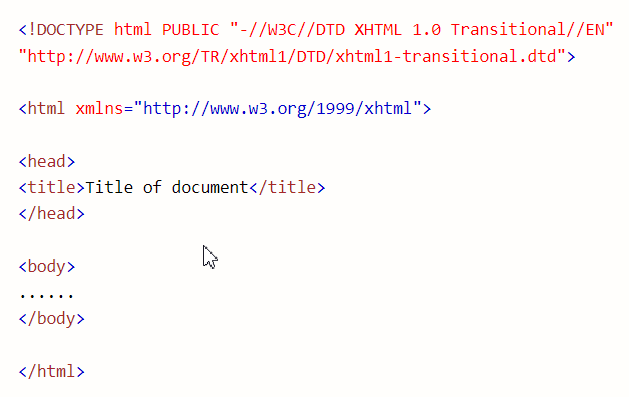 <!DOCTYPE html PUBLIC "-//W3C//DTD XHTML 1.0 Transitional//EN"
"http://www.w3.org/TR/xhtml1/DTD/xhtml1-transitional.dtd">
<html xmlns="http://www.w3.org/1999/xhtml">
<head>
<title>Title of document</title>
</head>
<body>
......
</body>
</html>